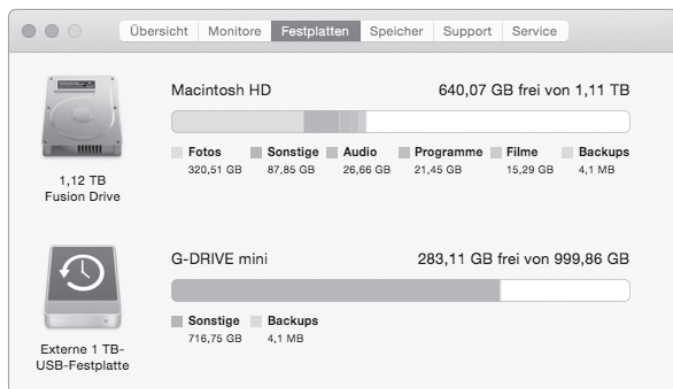 Übersicht Monitore Festplatten Speicher Support Service
Macintosh HD 640,07 GB frei von 1,11 TB
Fotos Sonstige Audio Programme Filme Backups
320,51 GB 87,85 GB 26,66 GB 21,45 GB 15,29 GB 4,1 MB
1,12 TB
Fusion Drive
G-DRIVE mini 283,11 GB frei von 999,86 GB
Sonstige Backups
716,75 GB 4,1 MB
Externe 1 TB-
USB-Festplatte